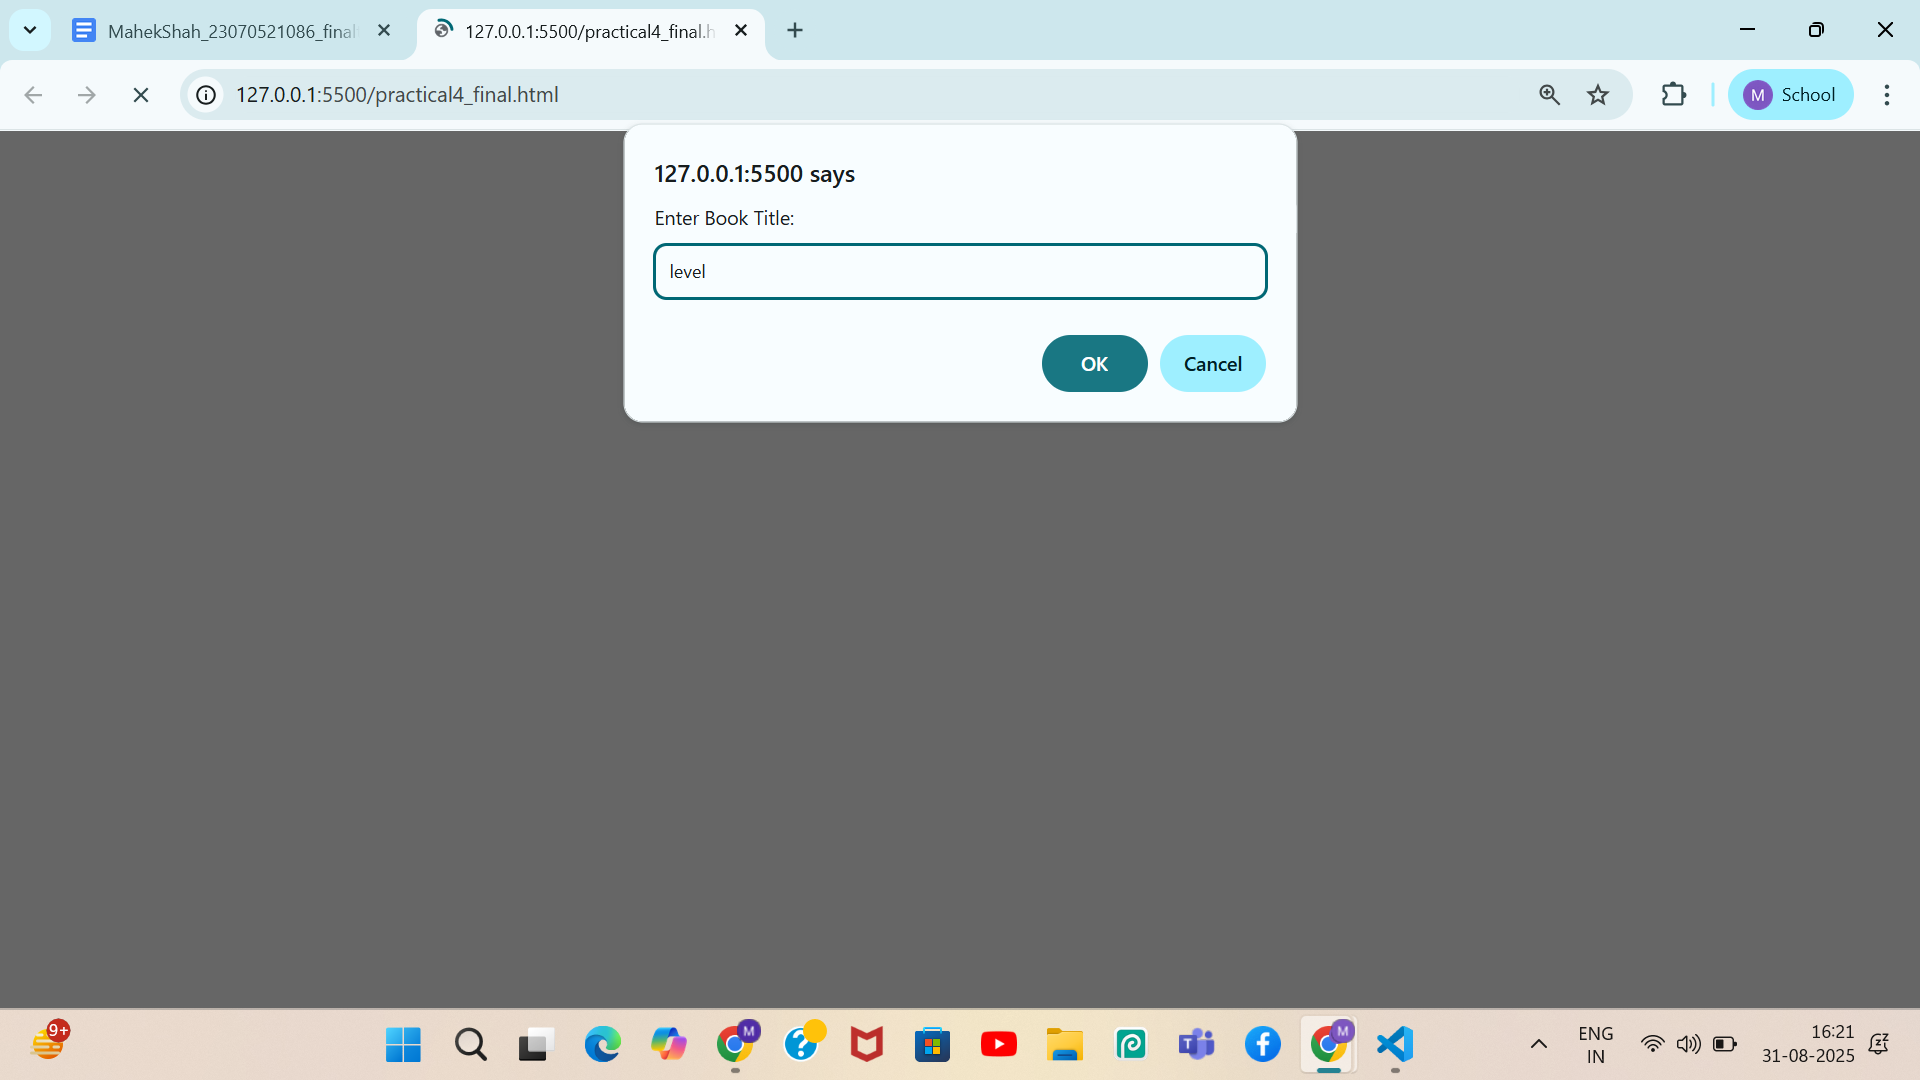 MahekShah_23070521086_final
127.0.0.1:5500/practical4_final.h
127.0.0.1:5500/practical4_final.html
M School
127.0.0.1:5500 says
Enter Book Title:
level
OK Cancel
9+
M
M
ENG
IN
16:21
31-08-2025